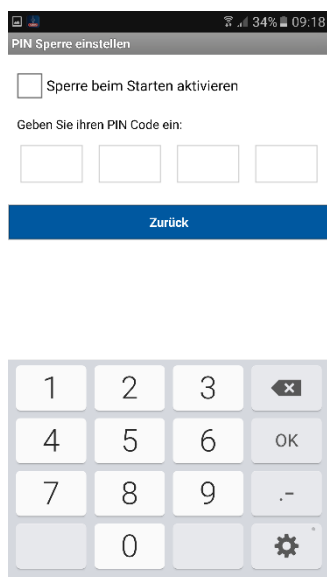 34% 09:18
PIN Sperre einstellen
Sperre beim Starten aktivieren
Geben Sie ihren PIN Code ein:
Zurück
1 2 3
4 5 6 OK
7 8 9 .-
0